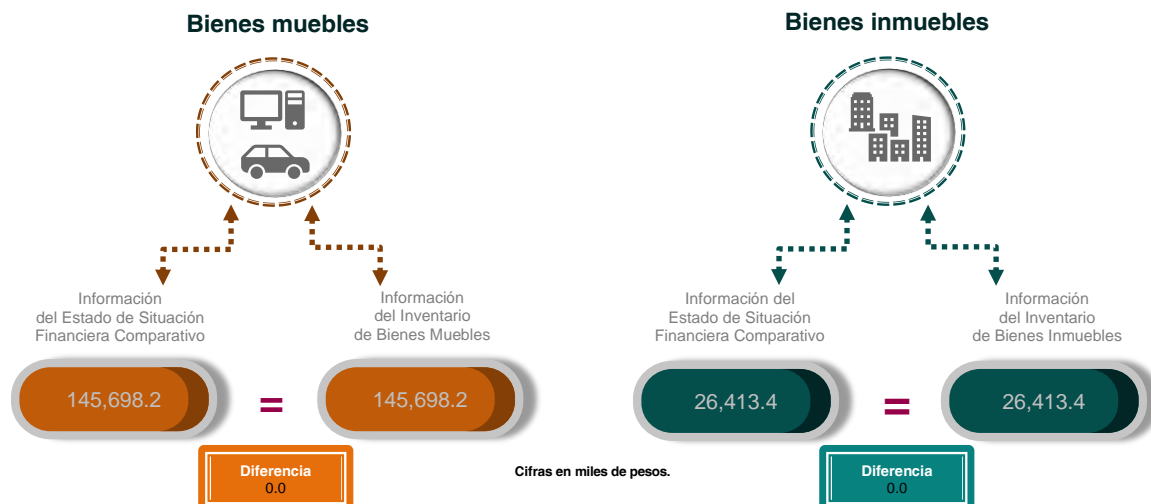 Bienes muebles
Información
del Estado de Situación
Financiera Comparativo
Información
del Inventario
de Bienes Muebles
145,698.2
=
145,698.2
Diferencia
0.0
Cifras en miles de pesos.
Bienes inmuebles
Información del
Estado de Situación
Financiera Comparativo
Información
del Inventario
de Bienes Inmuebles
26,413.4
=
26,413.4
Diferencia
0.0